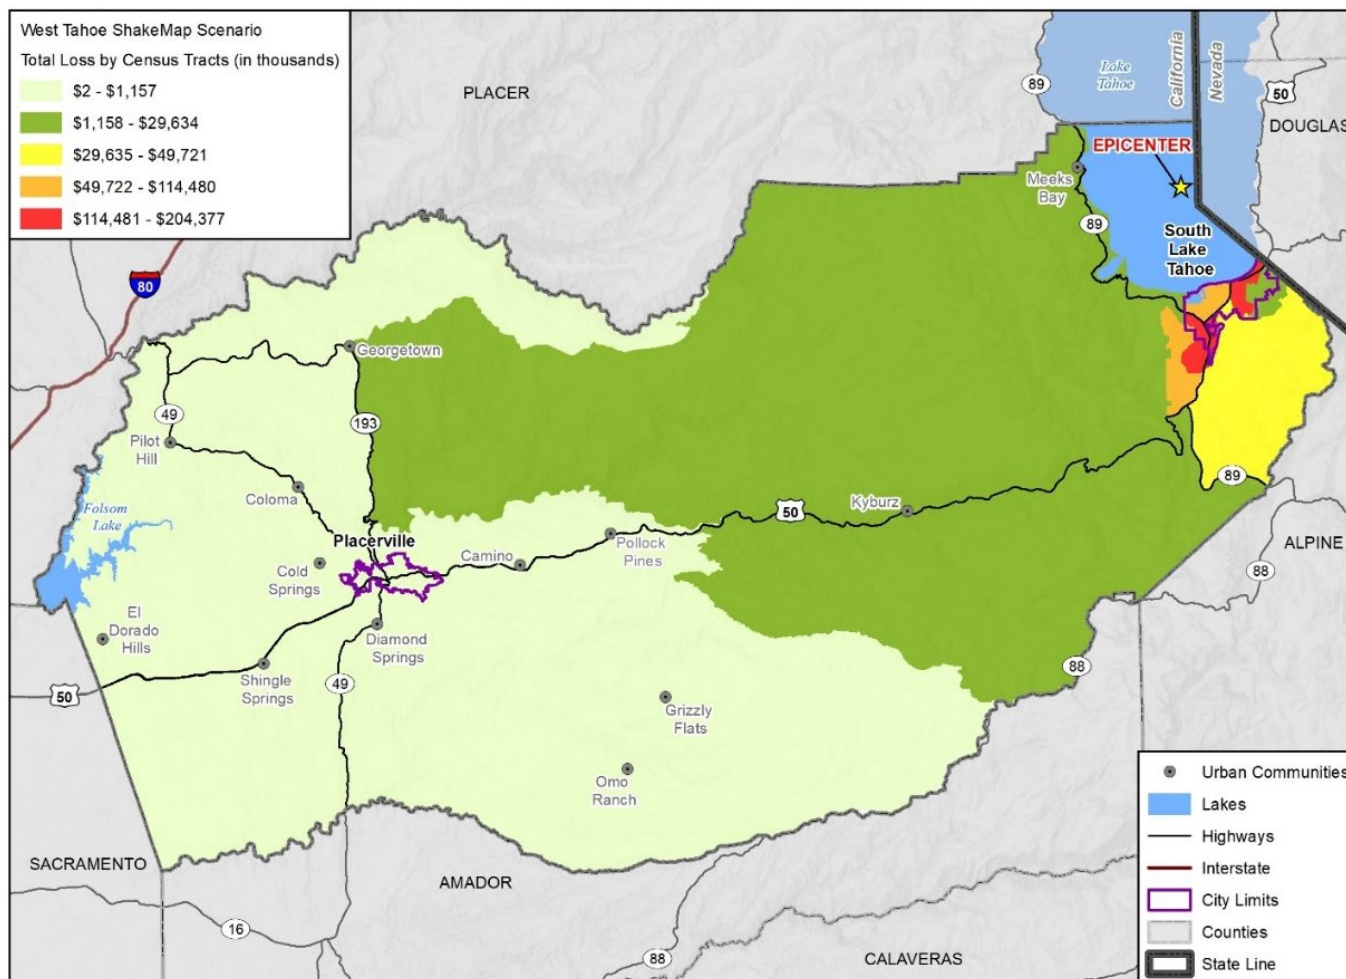 West Tahoe ShakeMap Scenario
Total Loss by Census Tracts (in thousands)
$2 - $1,157
$1,158 - $29,634
$29,635 - $49,721
$49,722 - $114,480
$114,481 - $204,377
PLACER
89
Lake
Tahoe
California
Nevada
50
DOUGLAS
EPICENTER
Meeks
Bay
89
South
Lake
Tahoe
80
Georgetown
49
193
Pilot
Hill
Coloma
Folsom
Lake
Placerville
Cold
Springs
Camino
Pollock
Pines
50
Kyburz
89
ALPINE
88
El
Dorado
Hills
Diamond
Springs
Shingle
Springs
50
49
88
Grizzly
Flats
Omo
Ranch
SACRAMENTO
AMADOR
16
88
CALAVERAS
Urban Communities
Lakes
Highways
Interstate
City Limits
Counties
State Line